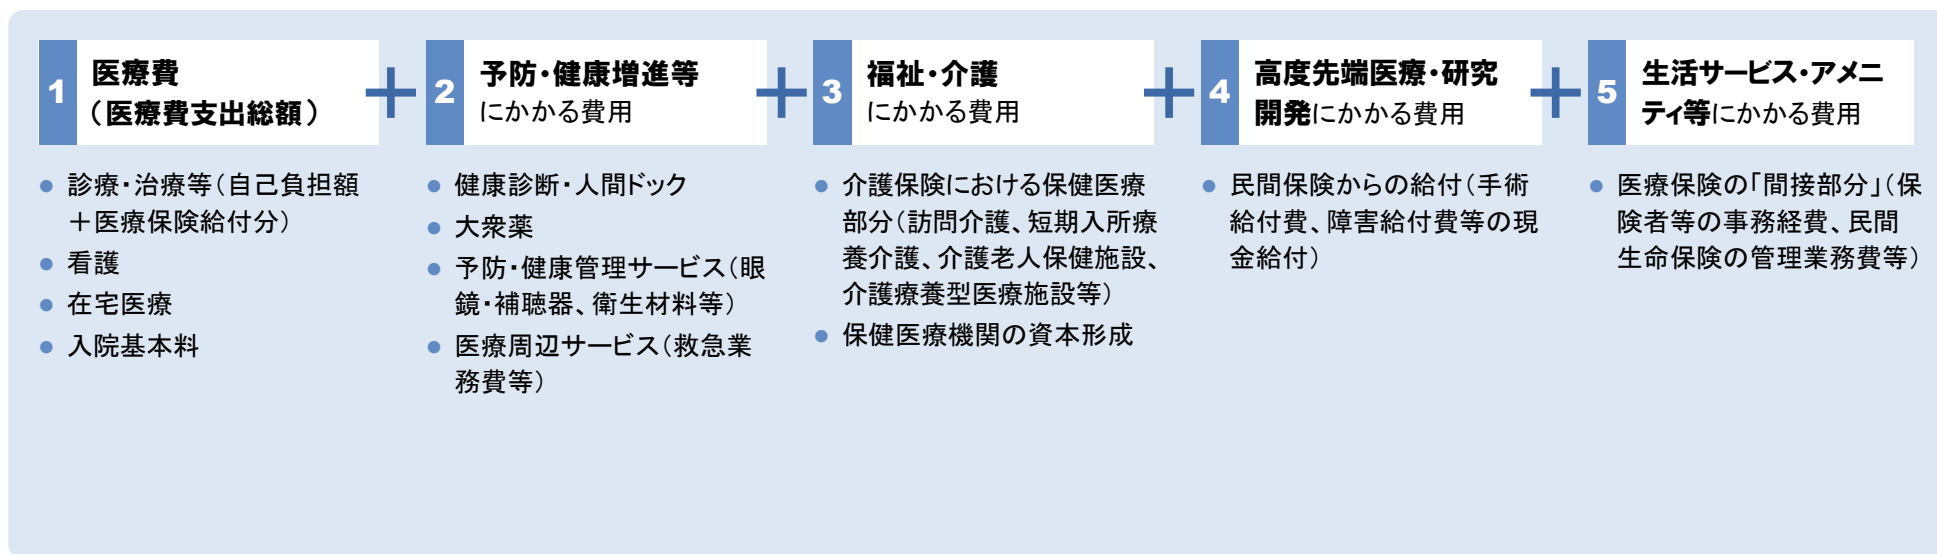 1
医療費
（医療費支出総額）
+
2
予防・健康増進等
にかかる費用
+
3
福祉・介護
にかかる費用
+
4
高度先端医療・研究
開発にかかる費用
+
5
生活サービス・アメニ
ティ等にかかる費用
● 診療・治療等（自己負担額
＋医療保険給付分）
● 看護
● 在宅医療
● 入院基本料
● 健康診断・人間ドック
● 大衆薬
● 予防・健康管理サービス（眼
鏡・補聴器、衛生材料等）
● 医療周辺サービス（救急業
務費等）
● 介護保険における保健医療
部分（訪問介護、短期入所療
養介護、介護老人保健施設、
介護療養型医療施設等）
● 保健医療機関の資本形成
● 民間保険からの給付（手術
給付費、障害給付費等の現
金給付）
● 医療保険の「間接部分」（保
険者等の事務経費、民間
生命保険の管理業務費等）